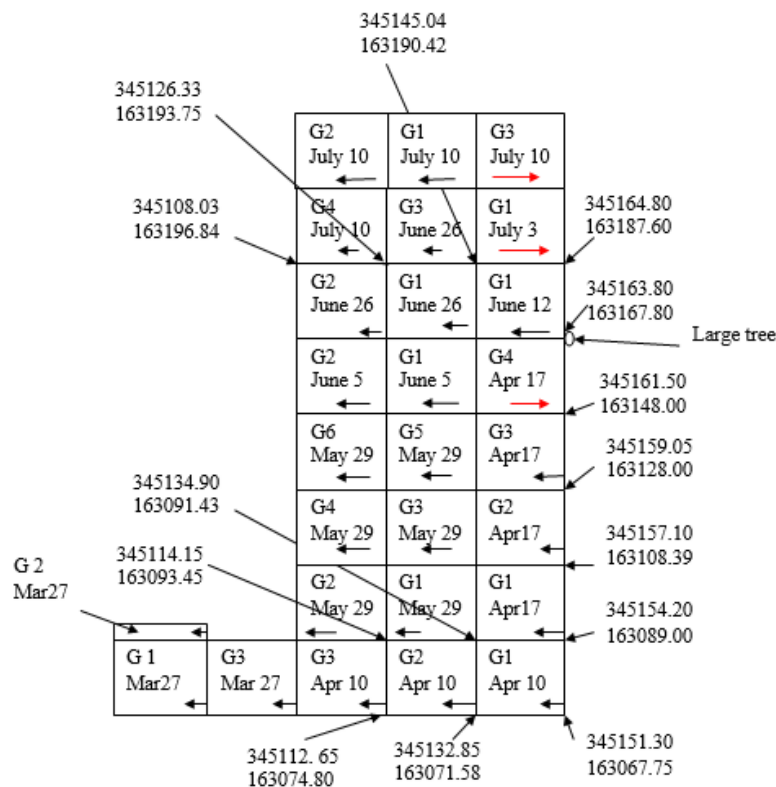 345145.04
163190.42
345126.33
163193.75
G2
July 10
G1
July 10
G3
July 10
345108.03
163196.84
G4
July 10
G3
June 26
G1
July 3
345164.80
163187.60
G2
June 26
G1
June 26
G1
June 12
345163.80
163167.80
Large tree
G2
June 5
G1
June 5
G4
Apr 17
345161.50
163148.00
G6
May 29
G5
May 29
G3
Apr17
345159.05
163128.00
345134.90
163091.43
G4
May 29
G3
May 29
G2
Apr17
345157.10
163108.39
345114.15
163093.45
G 2
Mar27
G2
May 29
G1
May 29
G1
Apr17
345154.20
163089.00
G 1
Mar27
G3
Mar 27
G3
Apr 10
G2
Apr 10
G1
Apr 10
345112. 65
163074.80
345132.85
163071.58
345151.30
163067.75